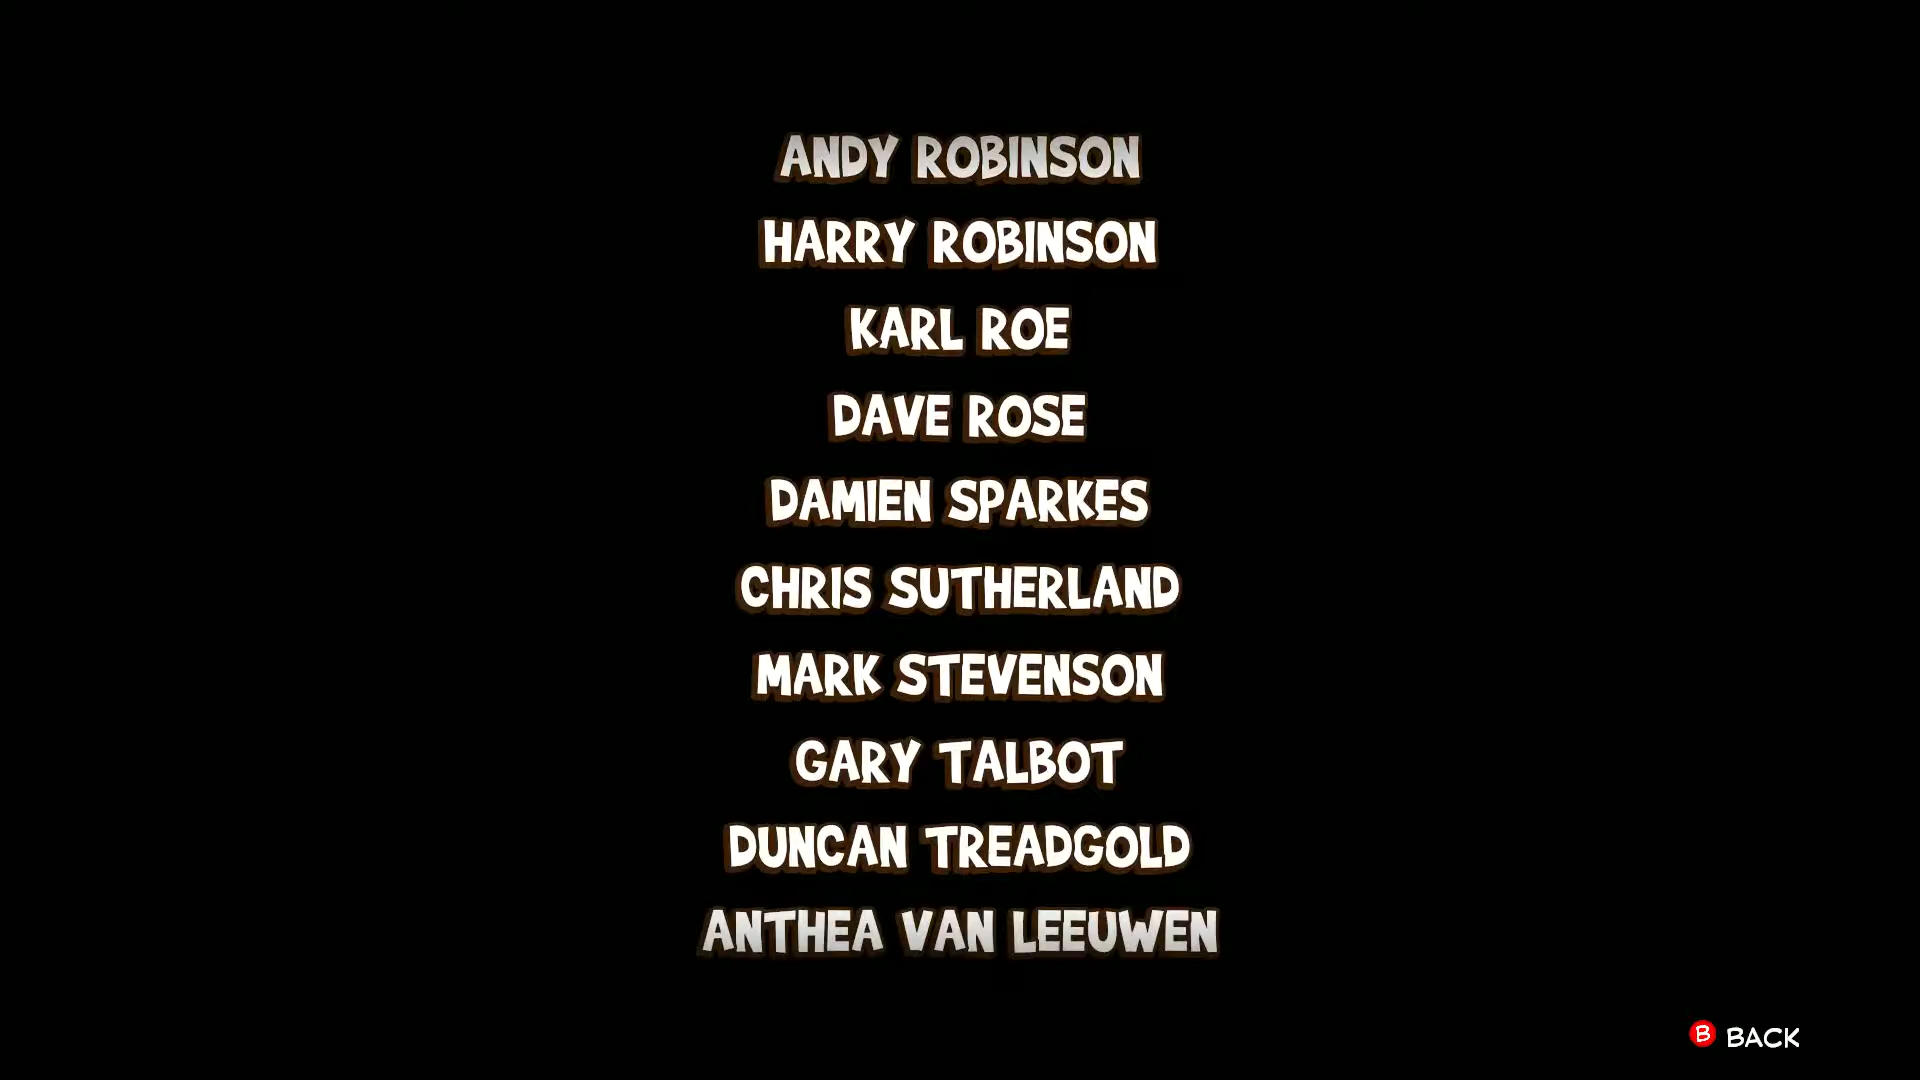 ANDY ROBINSON
HARRY ROBINSON
KARL ROE
DAVE ROSE
DAMIEN SPARKES
CHRIS SUTHERLAND
MARK STEVENSON
GARY TALBOT
DUNCAN TREADGOLD
ANTHEA VAN LEEUWEN
B BACK